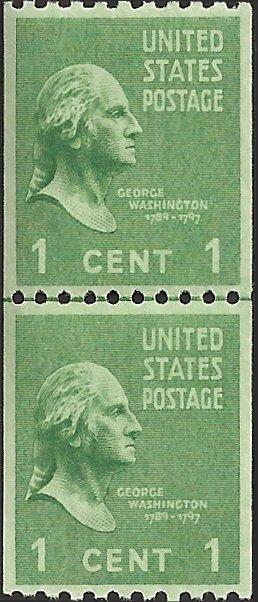 UNITED
STATES
POSTAGE
GEORGE
WASHINGTON
1789-1797
1 CENT 1
UNITED
STATES
POSTAGE
GEORGE
WASHINGTON
1789-1797
1 CENT 1